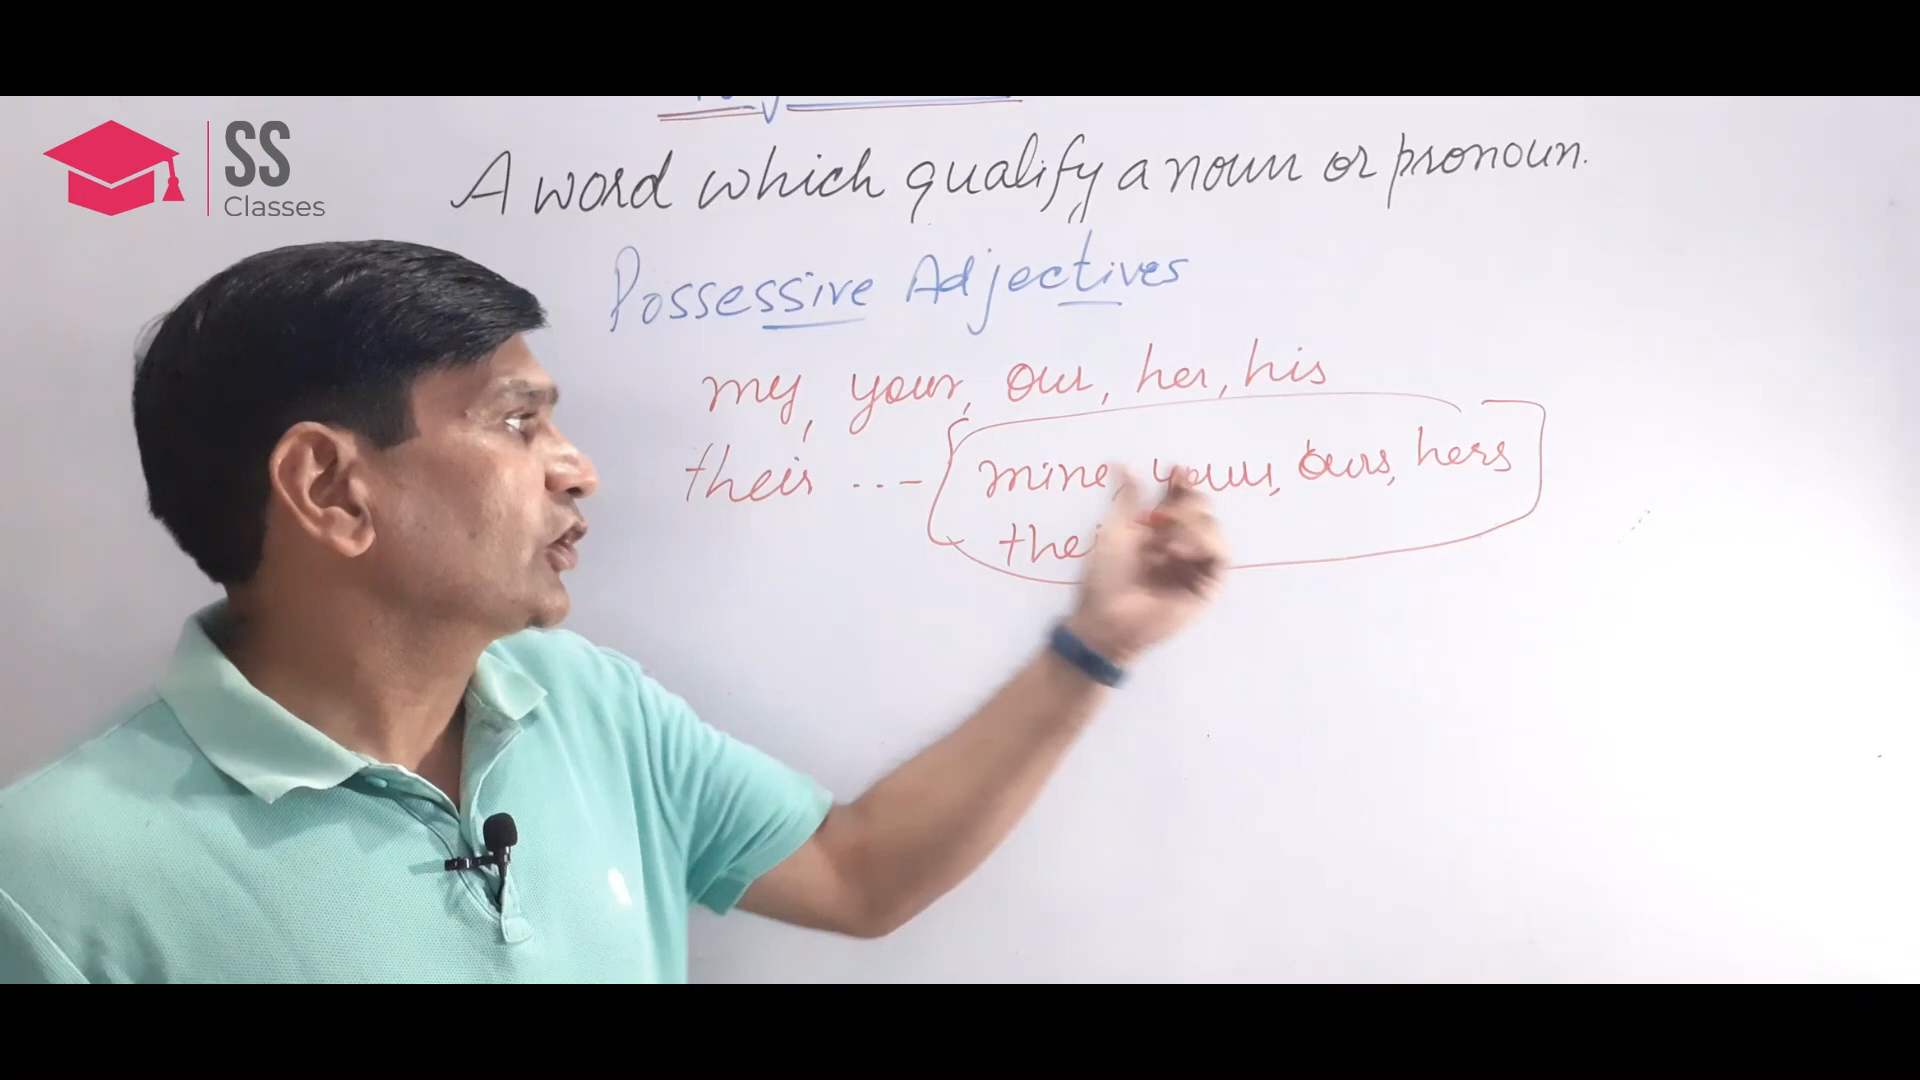 SS
Classes
A word which qualify a noun or pronoun.
Possessive Adjectives
my, your, our, her, his
their ... - mine, yours, ours, hers